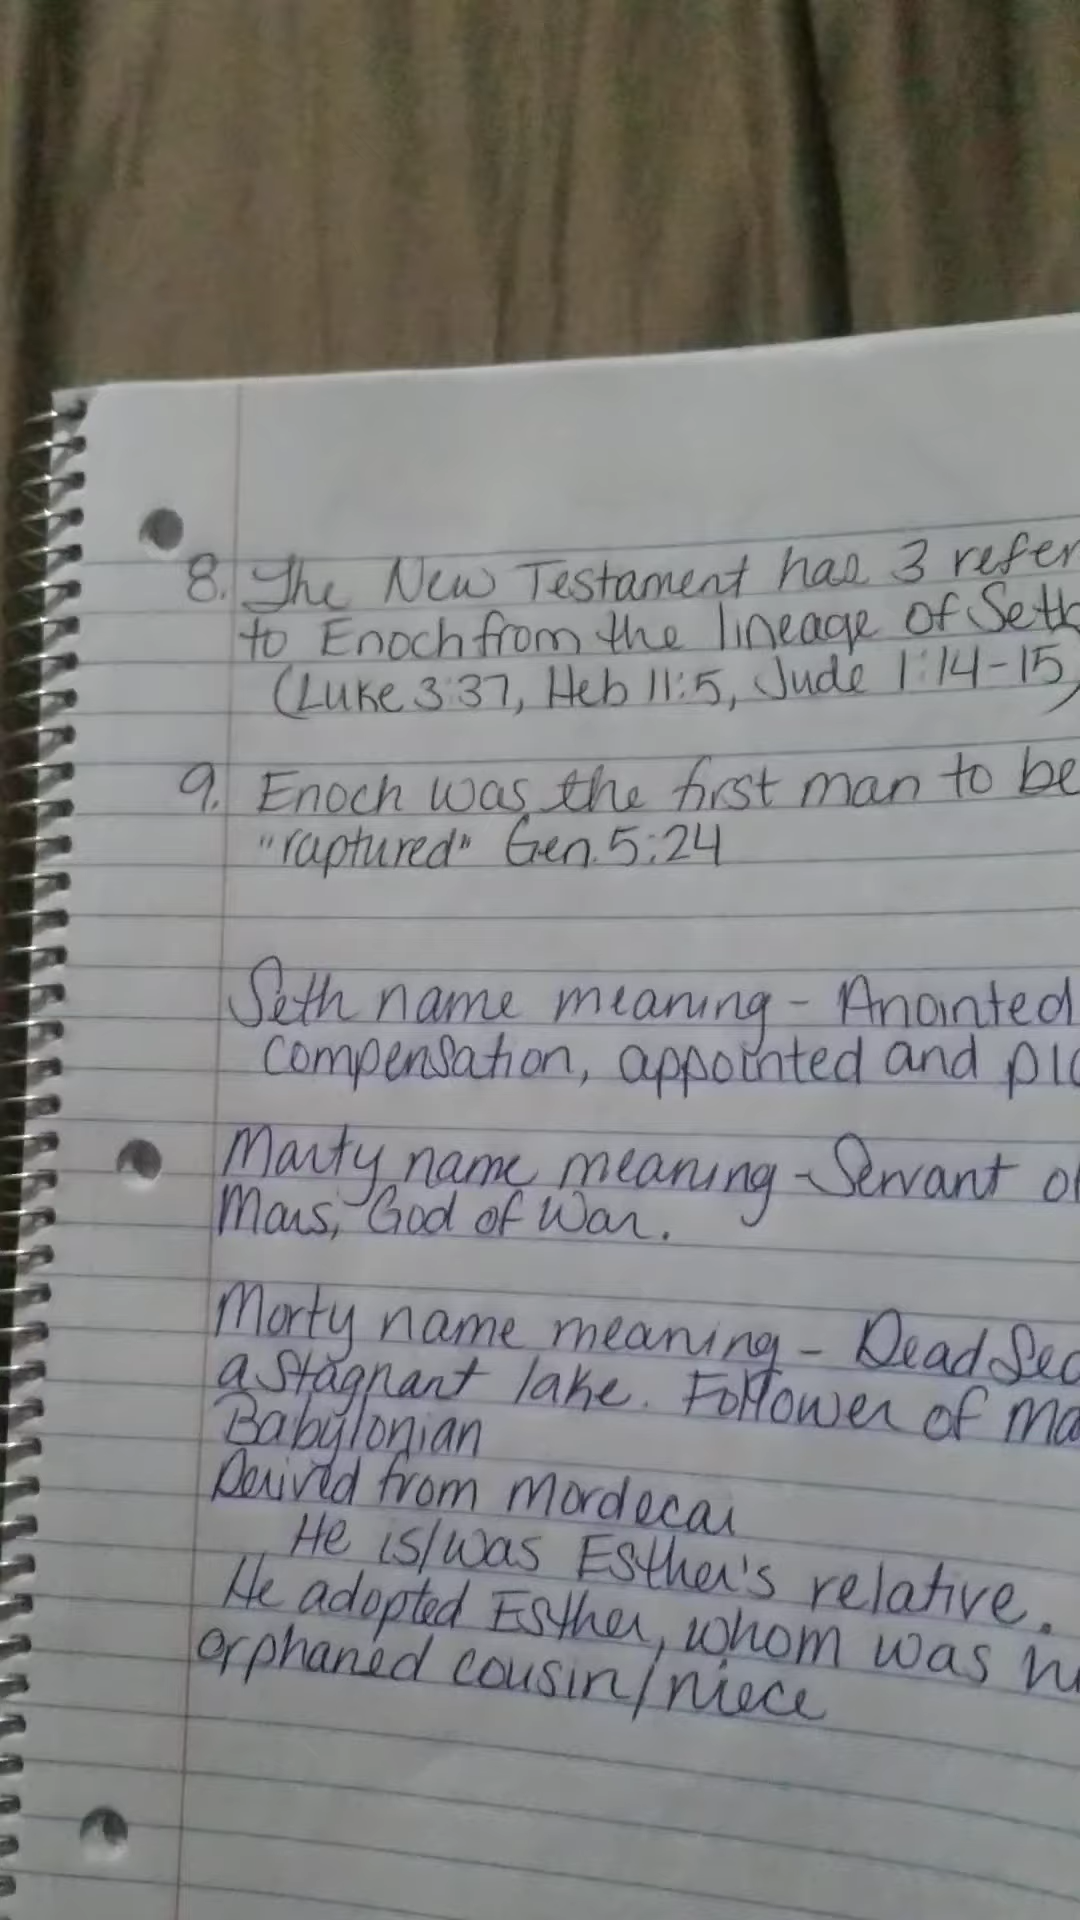 8. The New Testament has 3 refer
to Enoch from the lineage of Seth
(Luke 3:37, Heb 11:5, Jude 1:14-15)
9. Enoch was the first man to be
"raptured" Gen. 5:24
Seth name meaning - Anointed
compensation, appointed and pla
Marty name meaning - Servant of
Mars, God of War.
Morty name meaning - Dead Sea
a stagnant lake. Follower of Ma
Babylonian
Derived from Mordecai
He is/was Esther's relative.
He adopted Esther, whom was hi
orphaned cousin/niece